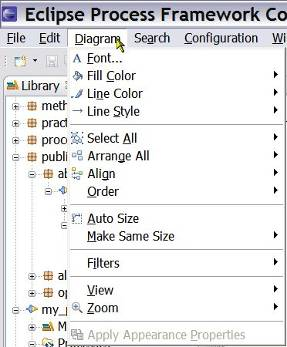 Eclipse Process Framework Co
File Edit Diagram Search Configuration Wi
Font...
Library
Fill Color
Line Color
meth
Line Style
pract
proc
Select All
publi
Arrange All
ab
Align
Order
Auto Size
Make Same Size
Filters
al
op
View
Zoom
my_p
M
Apply Appearance Properties